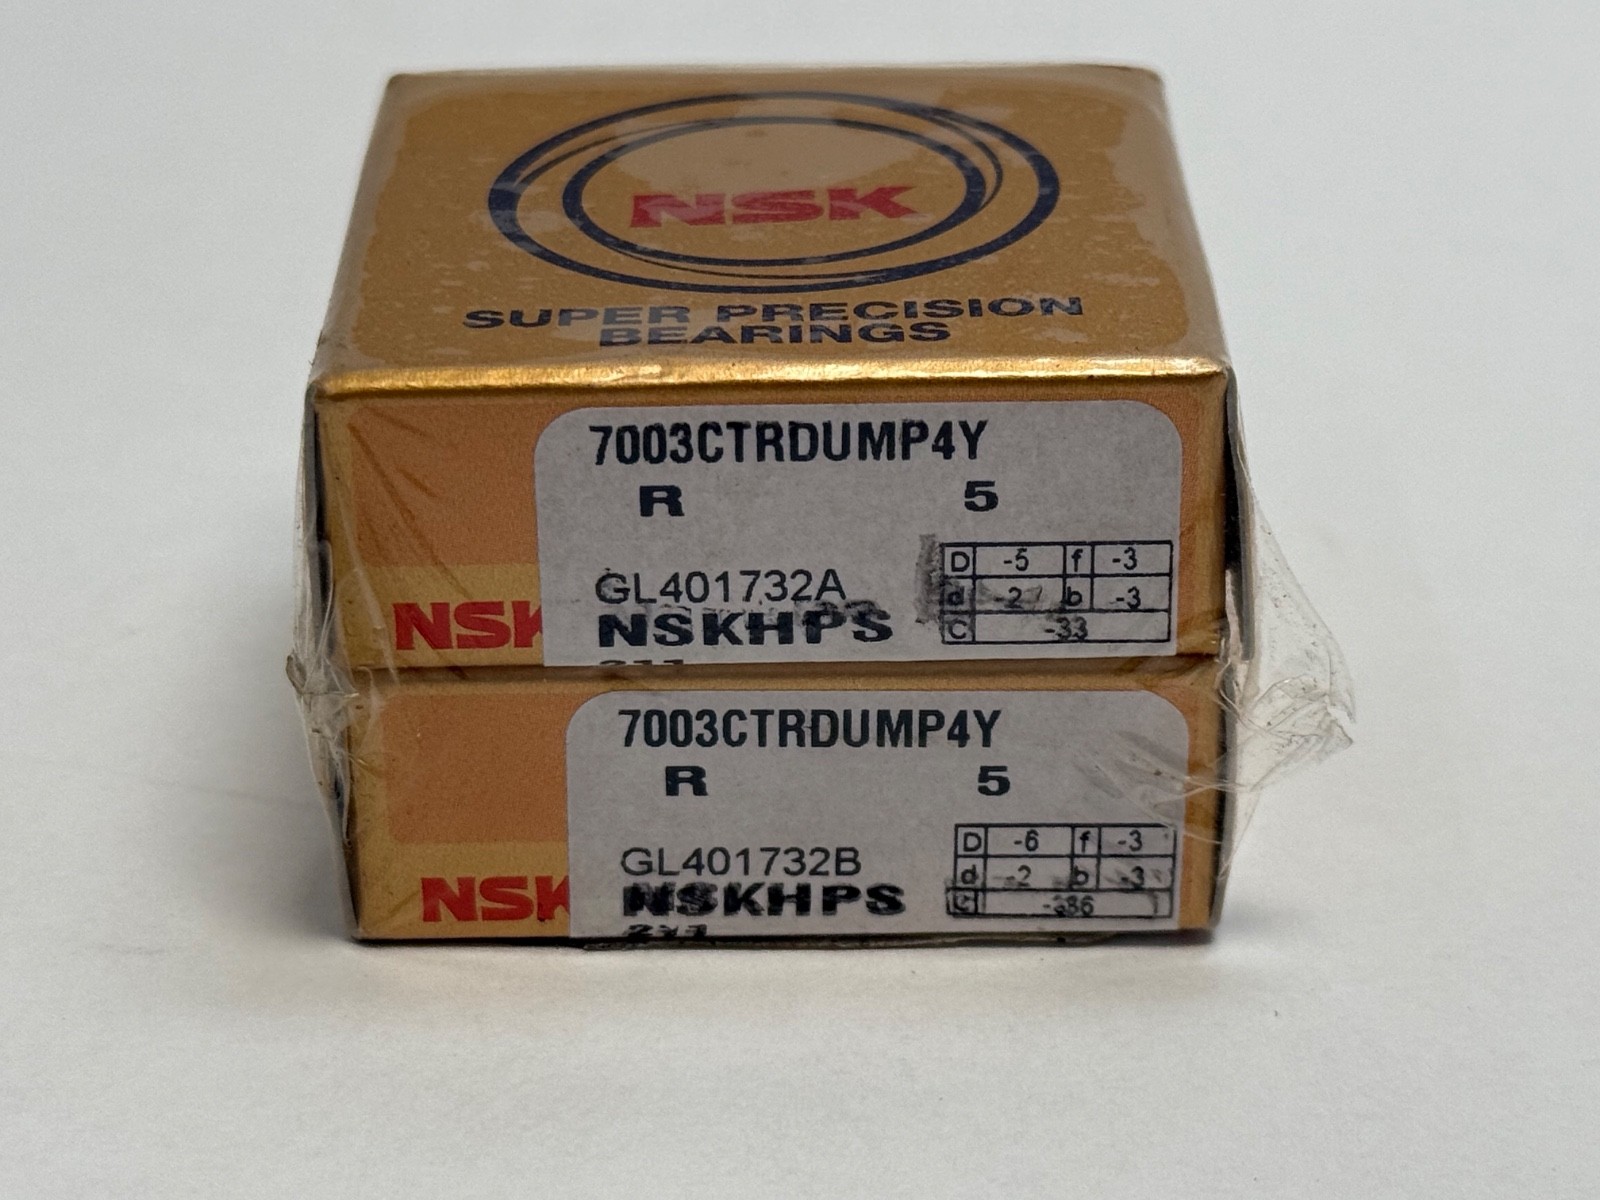 NSK
SUPER PRECISION
BEARINGS
7003CTRDUMP4Y
R 5
D -5 f -3
GL401732A
d -2 b -3
NSK NSKHPS
C -33
7003CTRDUMP4Y
R 5
D -6 f -3
GL401732B
d -2 b -3
NSK NSKHPS
C